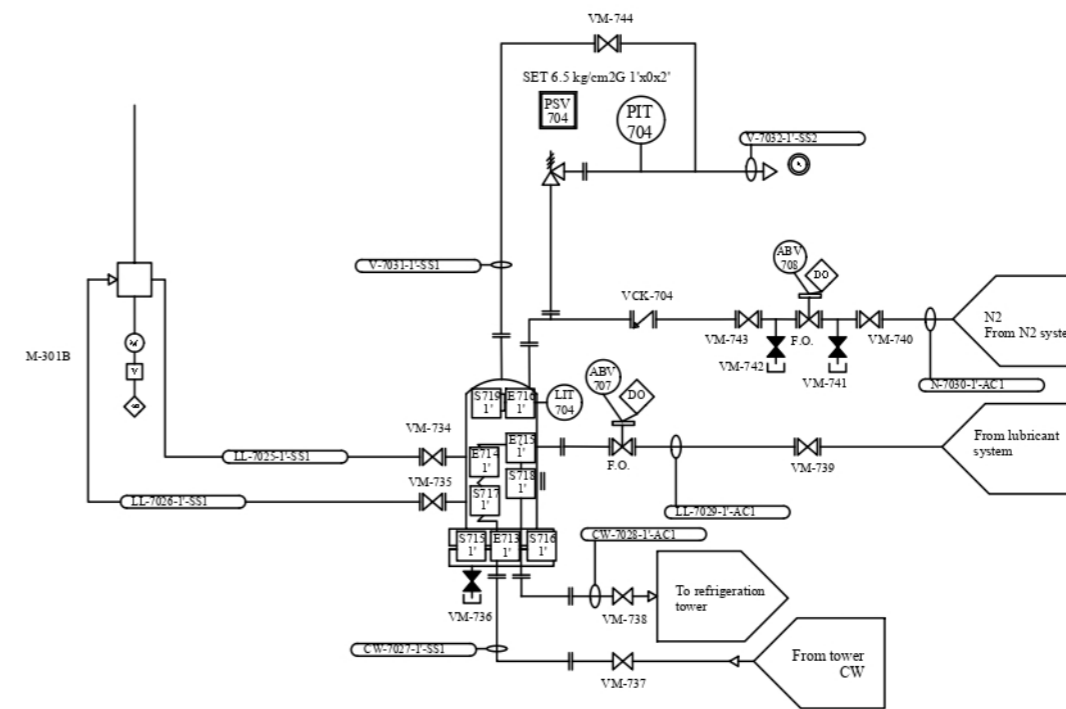 VM-744
SET 6.5 kg/cm2G 1'x0x2'
PSV
704
PIT
704
V-7032-1'-SS2
V-7031-1'-SS1
ABV
708
DO
VCK-704
VM-743
F.O.
VM-740
VM-742
VM-741
N2
From N2 syste
N-7030-1'-AC1
M-301B
V
S719
1'
E716
1'
LIT
704
ABV
707
DO
VM-734
LL-7025-1'-SS1
E714
1'
E715
1'
F.O.
VM-739
From lubricant
system
VM-735
LL-7026-1'-SS1
S717
1'
S718
1'
LL-7029-1'-AC1
S715
1'
E713
1'
S716
1'
CW-7028-1'-AC1
VM-736
VM-738
To refrigeration
tower
CW-7027-1'-SS1
VM-737
From tower
CW